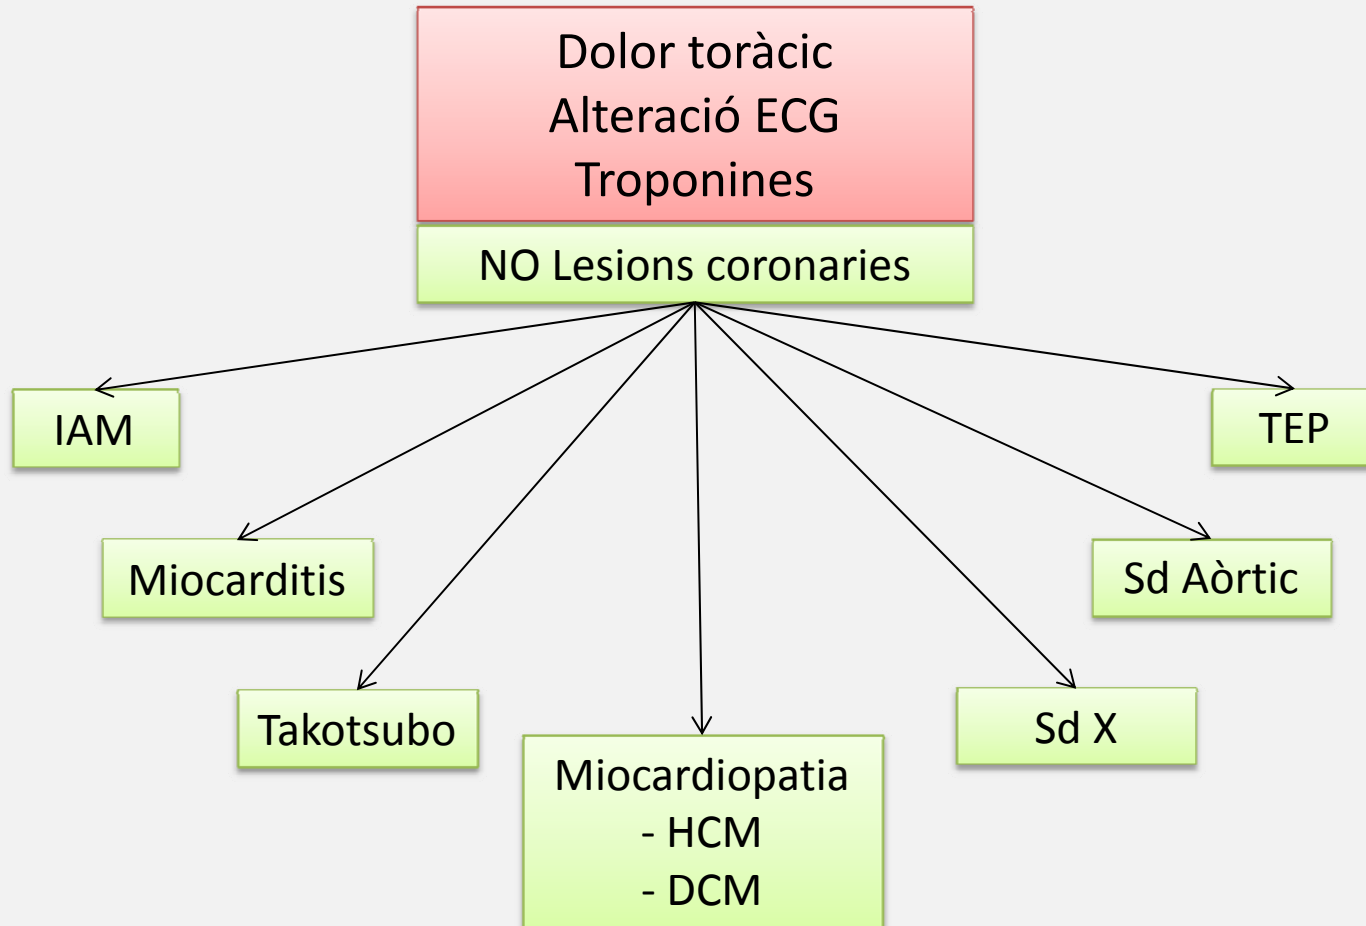 Dolor toràcic
Alteració ECG
Troponines
NO Lesions coronaries
IAM
TEP
Miocarditis
Sd Aòrtic
Takotsubo
Sd X
Miocardiopatia
- HCM
- DCM